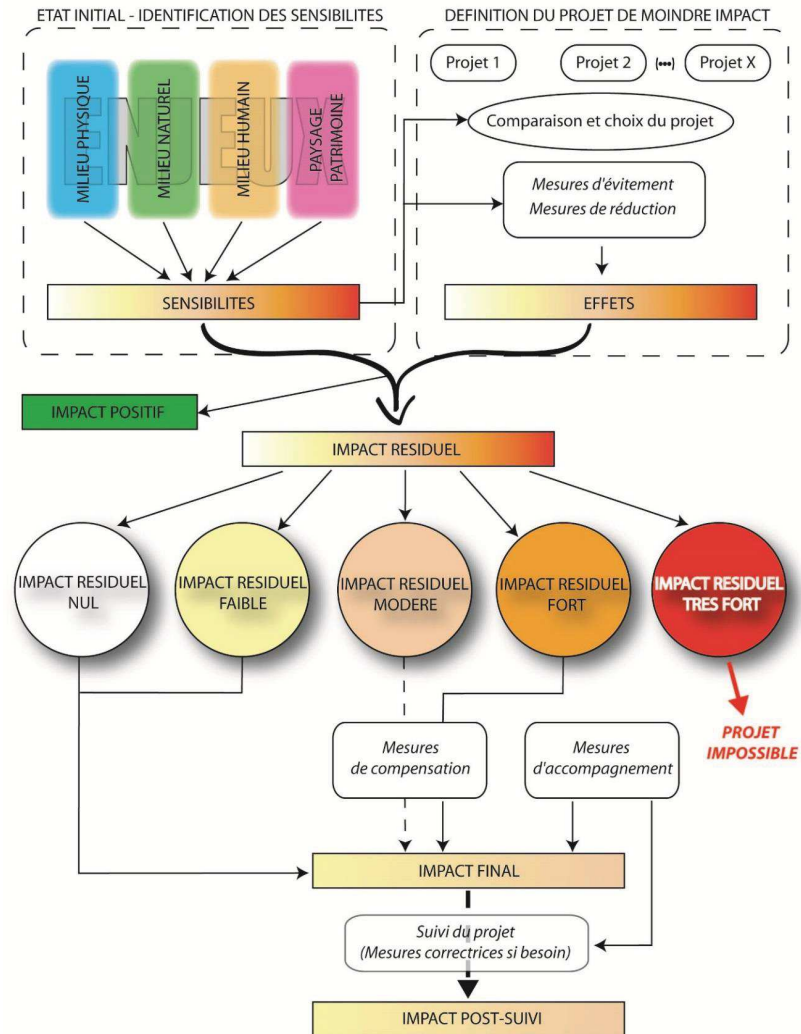 ETAT INITIAL - IDENTIFICATION DES SENSIBILITES
MILIEU PHYSIQUE
MILIEU NATUREL
MILIEU HUMAIN
PAYSAGE
PATRIMOINE
ENJEUX
SENSIBILITES
DEFINITION DU PROJET DE MOINDRE IMPACT
Projet 1
Projet 2
(•••)
Projet X
Comparaison et choix du projet
Mesures d'évitement
Mesures de réduction
EFFETS
IMPACT POSITIF
IMPACT RESIDUEL
IMPACT RESIDUEL
NUL
IMPACT RESIDUEL
FAIBLE
IMPACT RESIDUEL
MODERE
IMPACT RESIDUEL
FORT
IMPACT RESIDUEL
TRES FORT
PROJET
IMPOSSIBLE
Mesures
de compensation
Mesures
d'accompagnement
IMPACT FINAL
Suivi du projet
(Mesures correctrices si besoin)
IMPACT POST-SUIVI